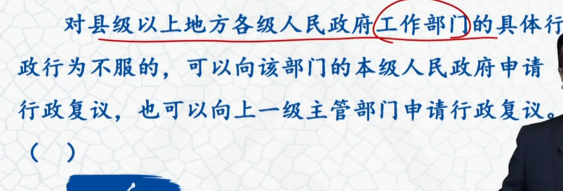 对县级以上地方各级人民政府工作部门的具体行
政行为不服的，可以向该部门的本级人民政府申请
行政复议，也可以向上一级主管部门申请行政复议。
（ ）